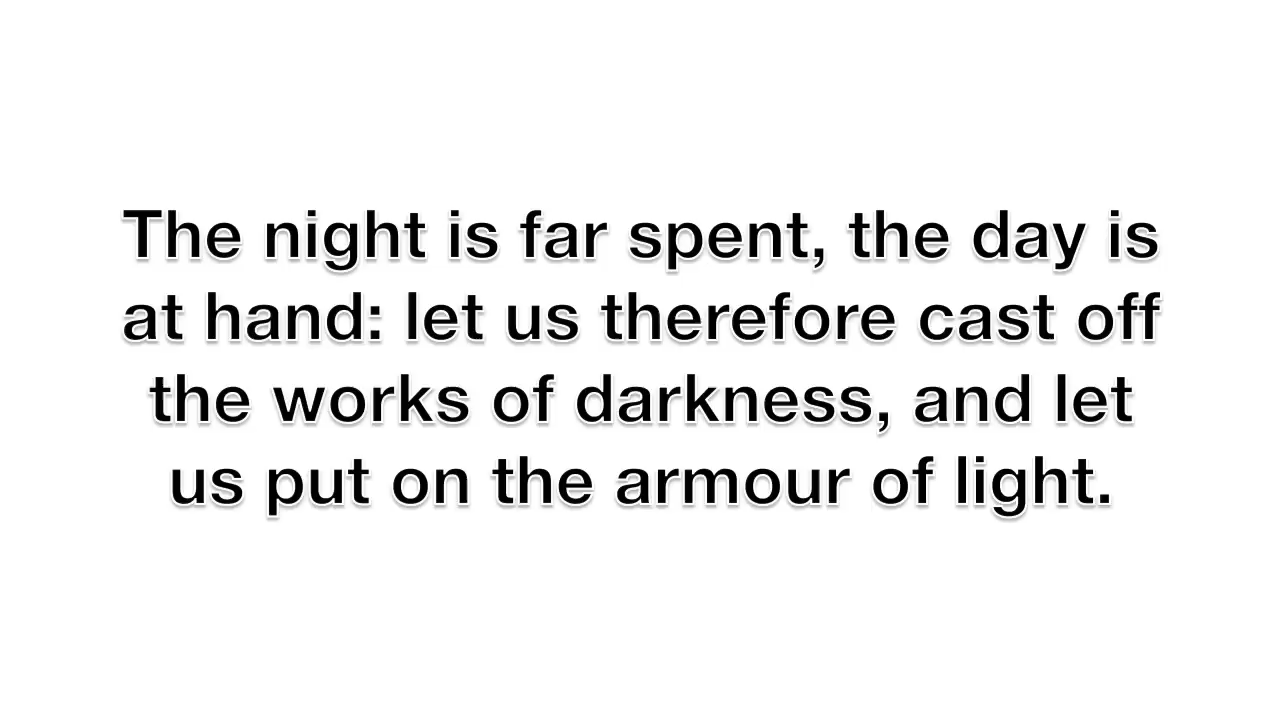 The night is far spent, the day is
at hand: let us therefore cast off
the works of darkness, and let
us put on the armour of light.